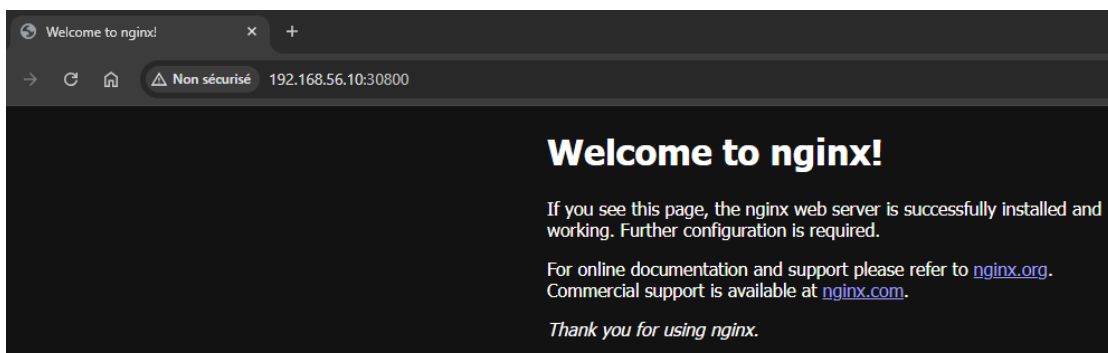 Welcome to nginx!
Non sécurisé 192.168.56.10:30800
Welcome to nginx!
If you see this page, the nginx web server is successfully installed and
working. Further configuration is required.
For online documentation and support please refer to nginx.org.
Commercial support is available at nginx.com.
Thank you for using nginx.